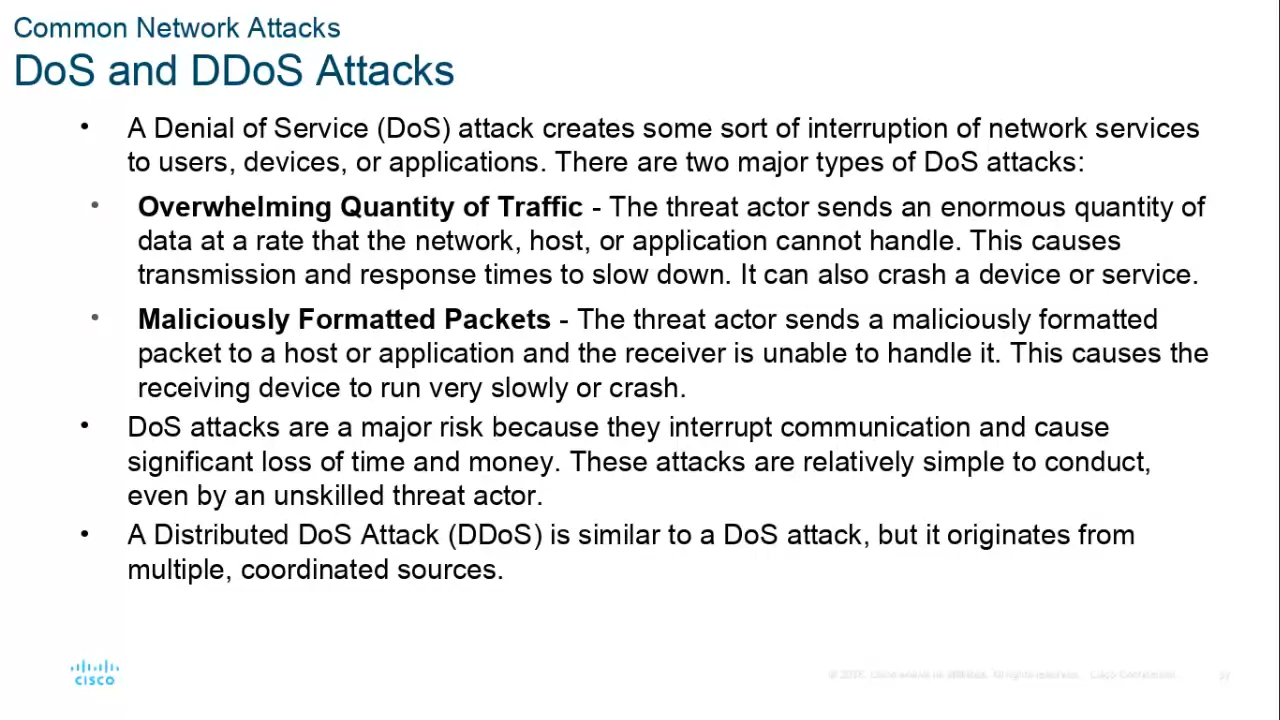 Common Network Attacks
DoS and DDoS Attacks
• A Denial of Service (DoS) attack creates some sort of interruption of network services
to users, devices, or applications. There are two major types of DoS attacks:
• Overwhelming Quantity of Traffic - The threat actor sends an enormous quantity of
data at a rate that the network, host, or application cannot handle. This causes
transmission and response times to slow down. It can also crash a device or service.
• Maliciously Formatted Packets - The threat actor sends a maliciously formatted
packet to a host or application and the receiver is unable to handle it. This causes the
receiving device to run very slowly or crash.
• DoS attacks are a major risk because they interrupt communication and cause
significant loss of time and money. These attacks are relatively simple to conduct,
even by an unskilled threat actor.
• A Distributed DoS Attack (DDoS) is similar to a DoS attack, but it originates from
multiple, coordinated sources.
CISCO